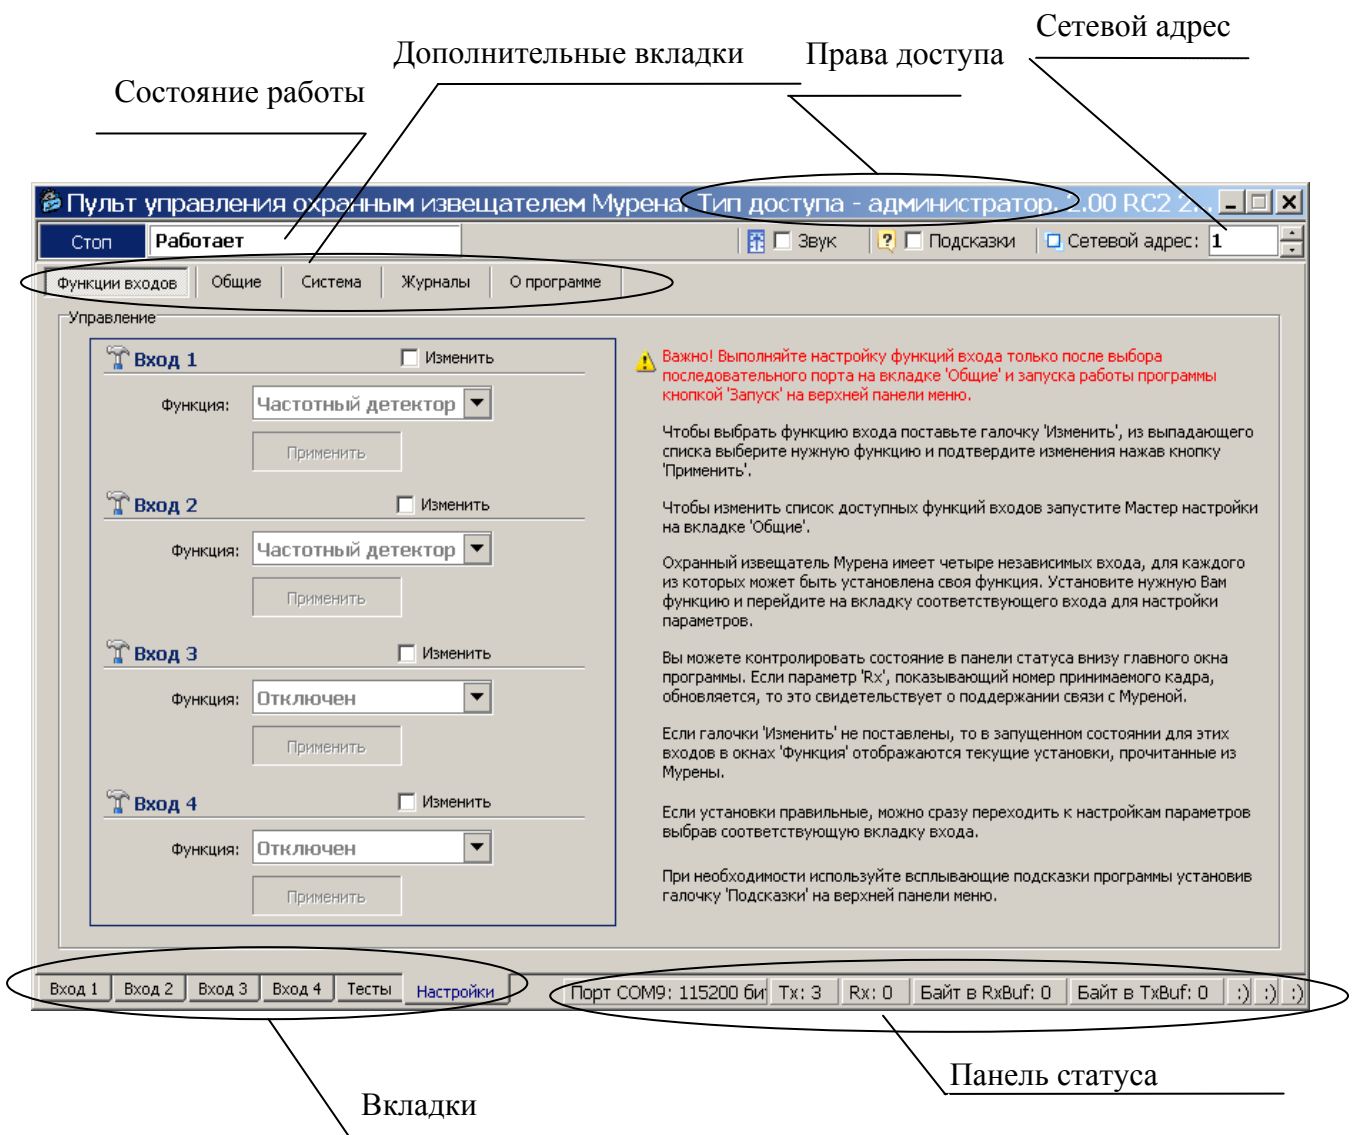 Сетевой адрес
Дополнительные вкладки
Права доступа
Состояние работы
Пульт управления охранным извещателем Мурена. Тип доступа - администратор. 2.00 RC2 2...
Стоп
Работает
Звук
Подсказки
Сетевой адрес: 1
Функции входов
Общие
Система
Журналы
О программе
Управление
Вход 1
Изменить
Функция: Частотный детектор
Применить
Вход 2
Изменить
Функция: Частотный детектор
Применить
Вход 3
Изменить
Функция: Отключен
Применить
Вход 4
Изменить
Функция: Отключен
Применить
Важно! Выполняйте настройку функций входа только после выбора
последовательного порта на вкладке 'Общие' и запуска работы программы
кнопкой 'Запуск' на верхней панели меню.
Чтобы выбрать функцию входа поставьте галочку 'Изменить', из выпадающего
списка выберите нужную функцию и подтвердите изменения нажав кнопку
'Применить'.
Чтобы изменить список доступных функций входов запустите Мастер настройки
на вкладке 'Общие'.
Охранный извещатель Мурена имеет четыре независимых входа, для каждого
из которых может быть установлена своя функция. Установите нужную Вам
функцию и перейдите на вкладку соответствующего входа для настройки
параметров.
Вы можете контролировать состояние в панели статуса внизу главного окна
программы. Если параметр 'Rx', показывающий номер принимаемого кадра,
обновляется, то это свидетельствует о поддержании связи с Муреной.
Если галочки 'Изменить' не поставлены, то в запущенном состоянии для этих
входов в окнах 'Функция' отображаются текущие установки, прочитанные из
Мурены.
Если установки правильные, можно сразу переходить к настройкам параметров
выбрав соответствующую вкладку входа.
При необходимости используйте всплывающие подсказки программы установив
галочку 'Подсказки' на верхней панели меню.
Вход 1
Вход 2
Вход 3
Вход 4
Тесты
Настройки
Порт COM9: 115200 бит
Tx: 3
Rx: 0
Байт в RxBuf: 0
Байт в TxBuf: 0
:)
:)
:)
Панель статуса
Вкладки